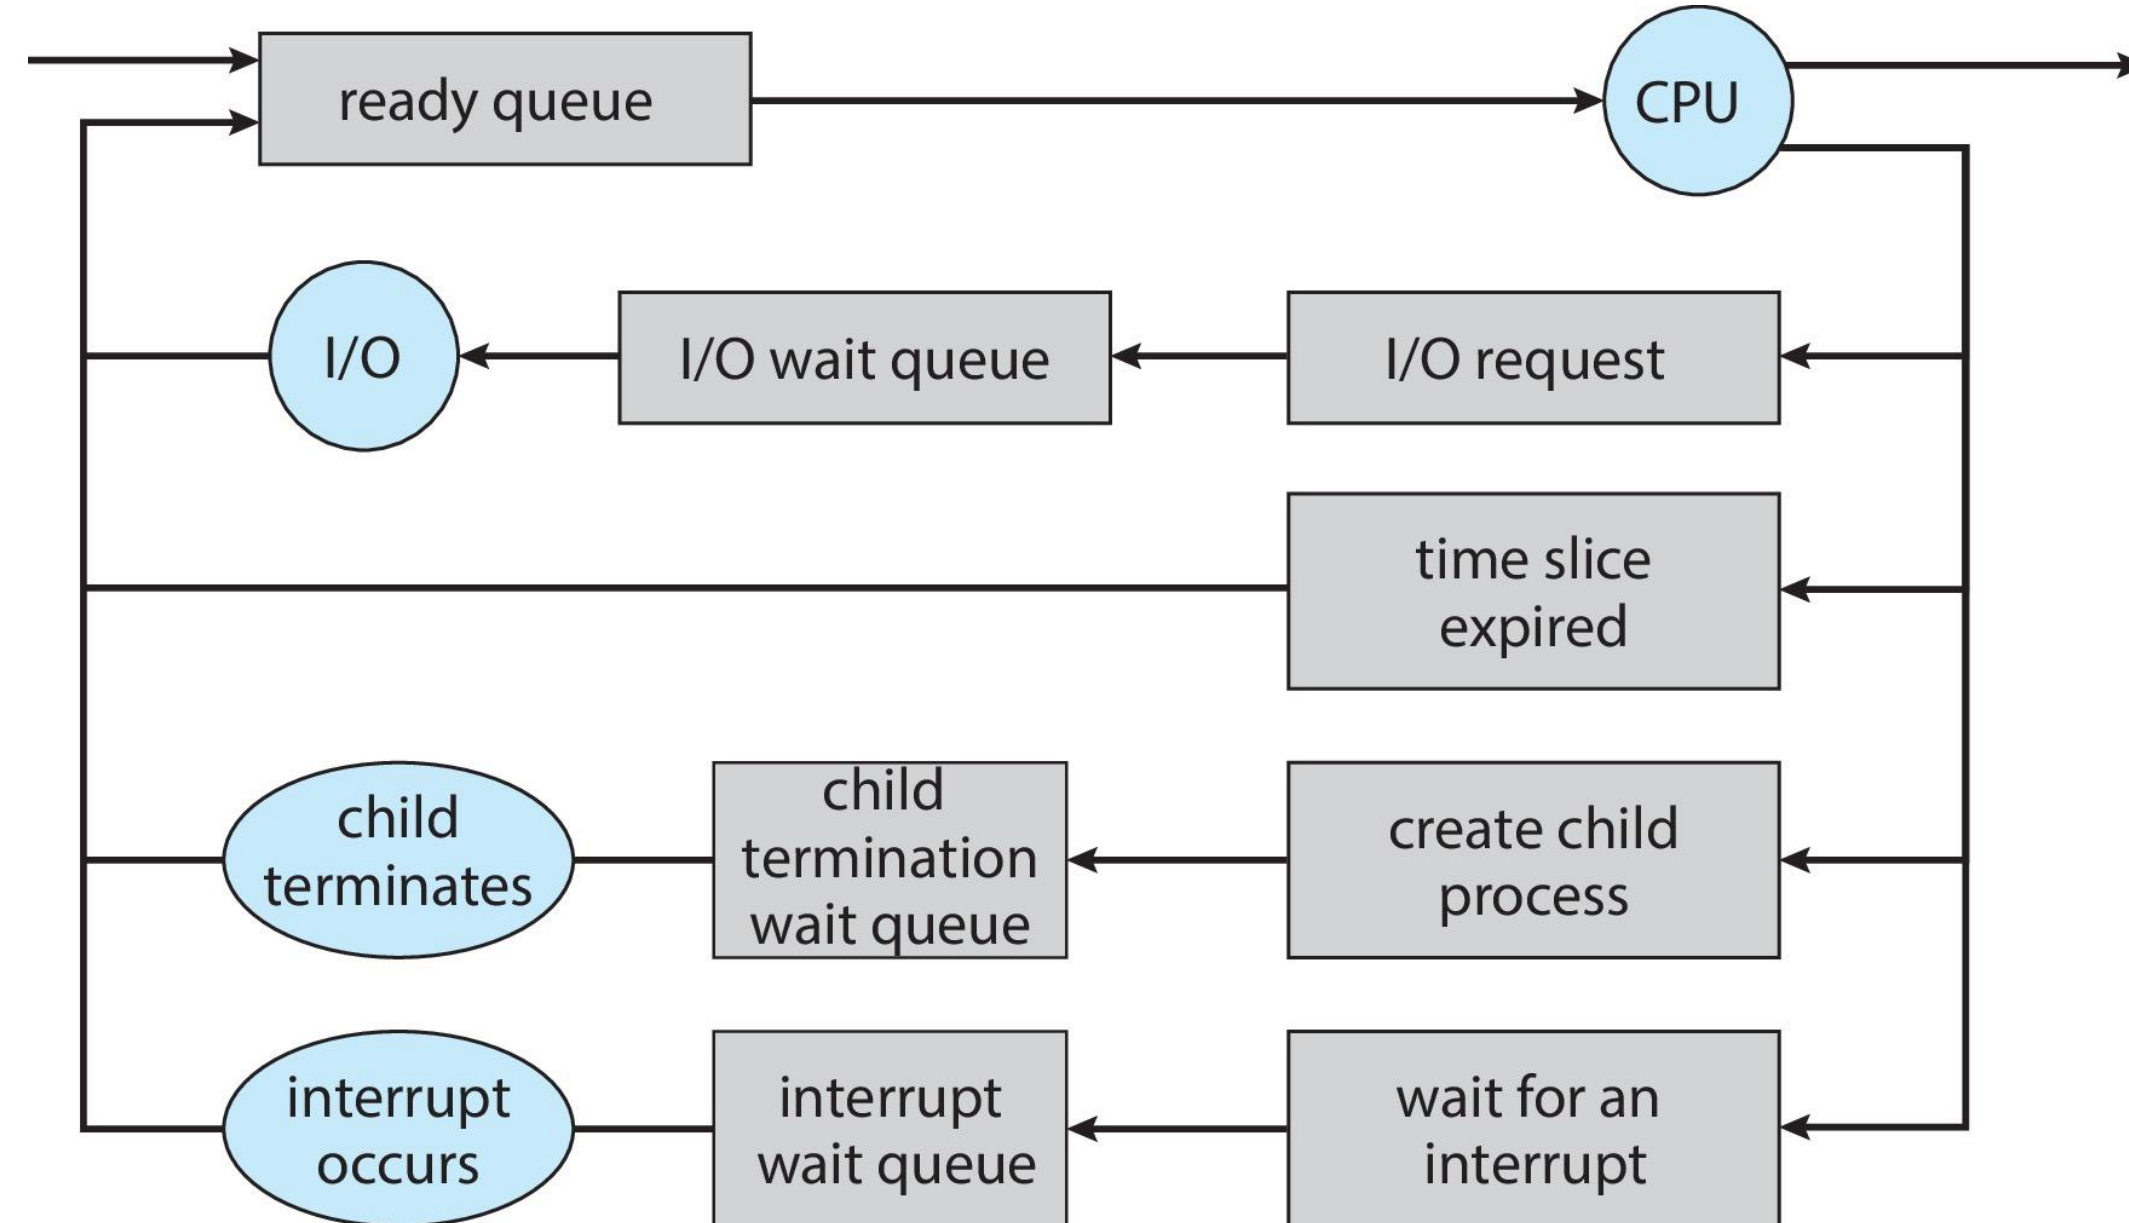 ready queue
CPU
I/O
I/O wait queue
I/O request
time slice
expired
child
terminates
child
termination
wait queue
create child
process
interrupt
occurs
interrupt
wait queue
wait for an
interrupt